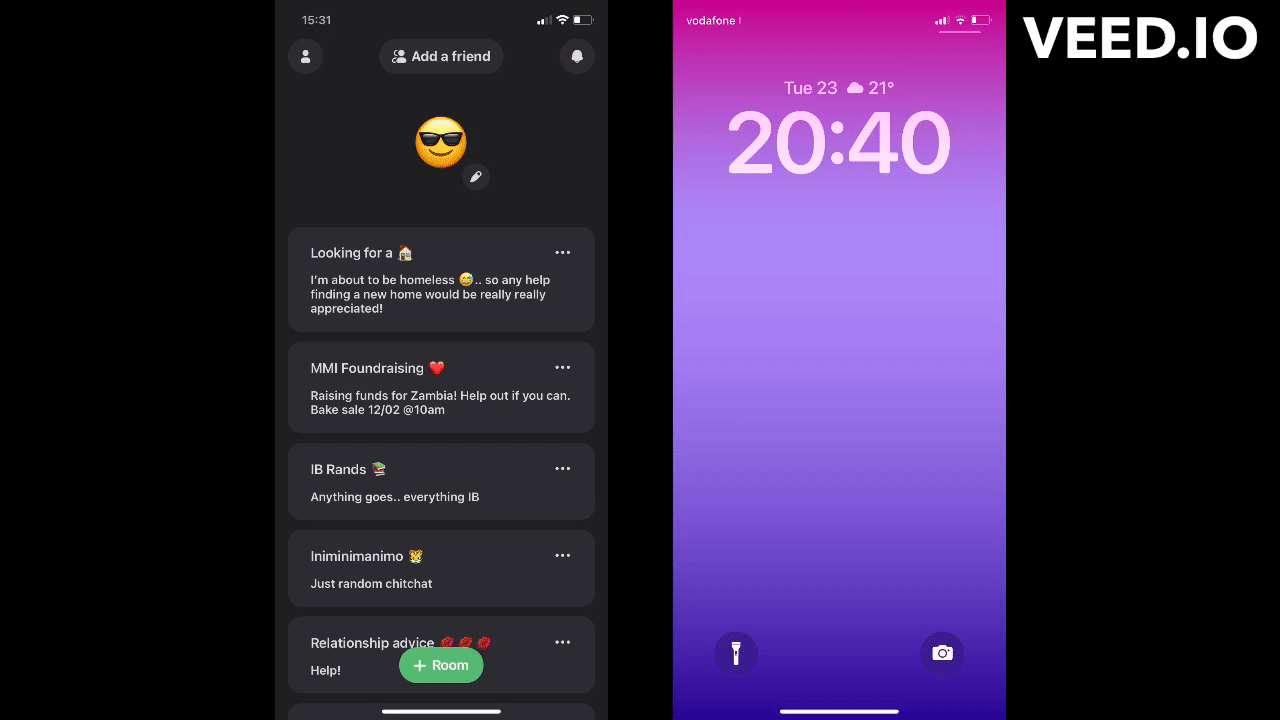 15:31
Add a friend
Looking for a 🏠
I'm about to be homeless 😅.. so any help
finding a new home would be really really
appreciated!
MMI Foundraising ❤️
Raising funds for Zambia! Help out if you can.
Bake sale 12/02 @10am
IB Rands 📚
Anything goes.. everything IB
Iniminimanimo 🐯
Just random chitchat
Relationship advice 💋 💋 💋
Help!
+ Room
vodafone
Tue 23 ☁️ 21°
20:40
VEED.IO